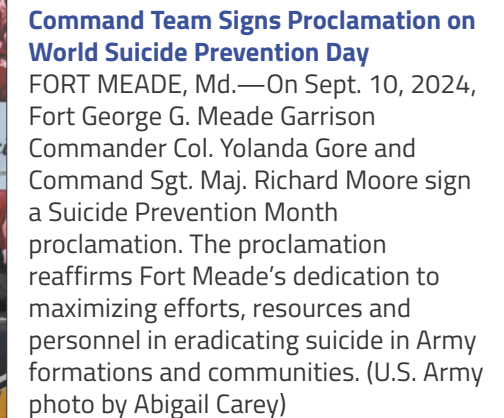 Command Team Signs Proclamation on
World Suicide Prevention Day
FORT MEADE, Md.—On Sept. 10, 2024,
Fort George G. Meade Garrison
Commander Col. Yolanda Gore and
Command Sgt. Maj. Richard Moore sign
a Suicide Prevention Month
proclamation. The proclamation
reaffirms Fort Meade’s dedication to
maximizing efforts, resources and
personnel in eradicating suicide in Army
formations and communities. (U.S. Army
photo by Abigail Carey)